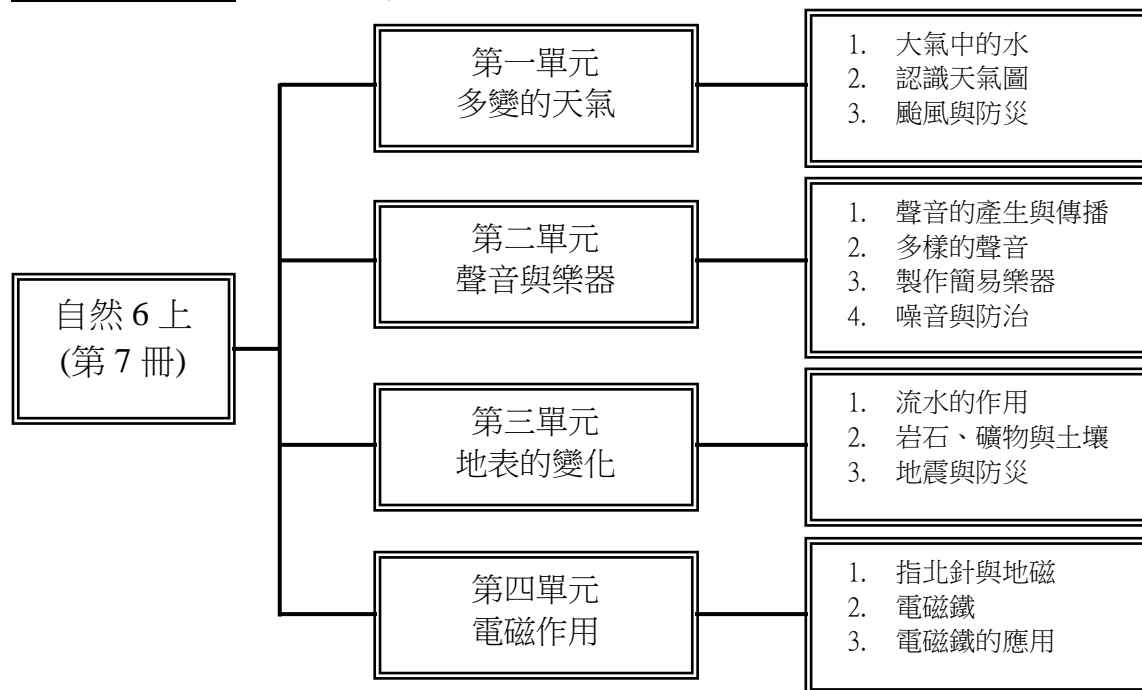 自然 6 上
(第 7 冊)
第一單元
多變的天氣
1. 大氣中的水
2. 認識天氣圖
3. 颱風與防災
第二單元
聲音與樂器
1. 聲音的產生與傳播
2. 多樣的聲音
3. 製作簡易樂器
4. 噪音與防治
第三單元
地表的變化
1. 流水的作用
2. 岩石、礦物與土壤
3. 地震與防災
第四單元
電磁作用
1. 指北針與地磁
2. 電磁鐵
3. 電磁鐵的應用